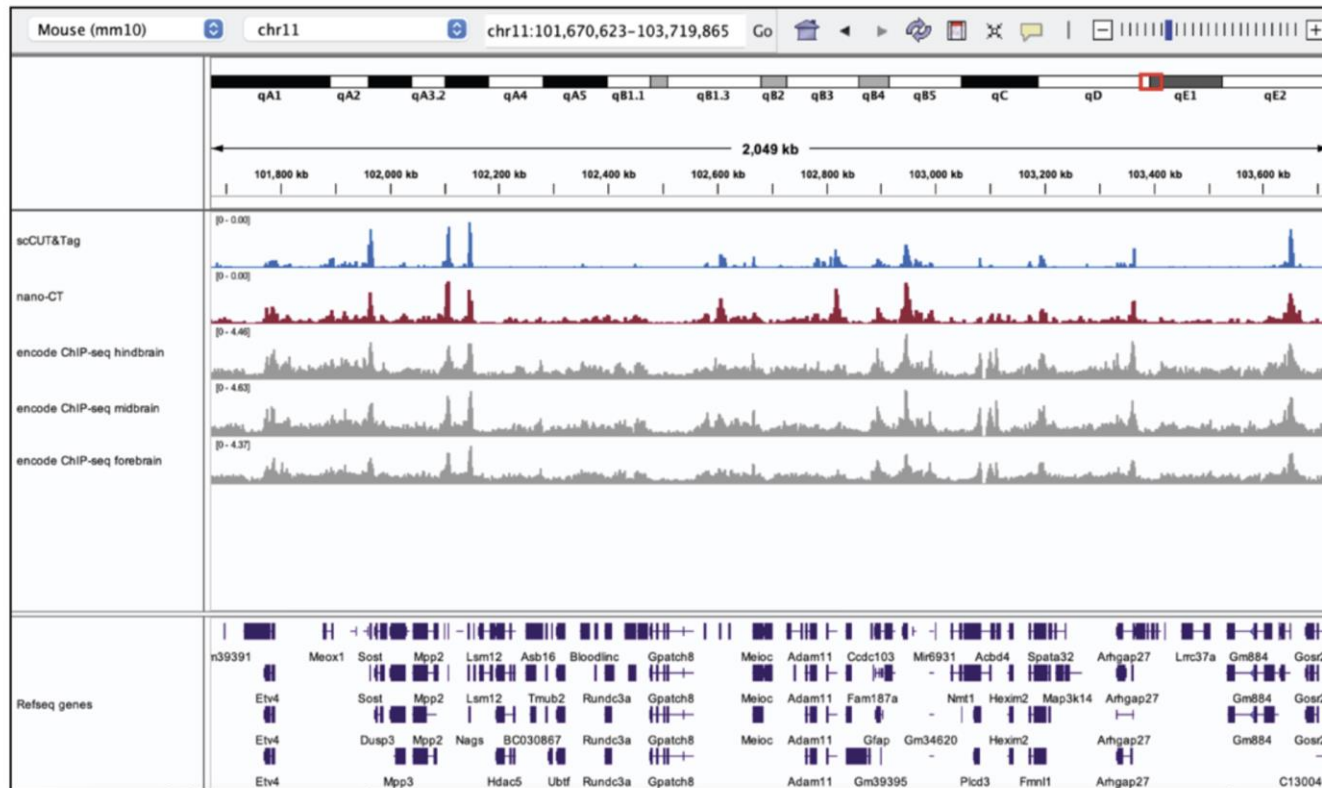 Mouse (mm10) chr11 chr11:101,670,623-103,719,865 Go
qA1 qA2 qA3.2 qA4 qA5 qB1.1 qB1.3 qB2 qB3 qB4 qB5 qC qD qE1 qE2
2,049 kb
101,800 kb 102,000 kb 102,200 kb 102,400 kb 102,600 kb 102,800 kb 103,000 kb 103,200 kb 103,400 kb 103,600 kb
scCUT&Tag [0 - 0.00]
nano-CT [0 - 0.00]
encode ChIP-seq hindbrain [0 - 4.46]
encode ChIP-seq midbrain [0 - 4.63]
encode ChIP-seq forebrain [0 - 4.37]
Refseq genes
m39391 Meox1 Sost Mpp2 Lsm12 Asb16 Bloodlinc Gpatch8 Meioc Adam11 Ccdc103 Mir6931 Acbd4 Spata32 Arhgap27 Lrrc37a Gm884 Gosr2
Etv4 Sost Mpp2 Lsm12 Tmub2 Rundc3a Gpatch8 Meioc Adam11 Fam187a Nmt1 Hexim2 Map3k14 Arhgap27 Gm884 Gosr2
Etv4 Dusp3 Mpp2 Nags BC030867 Rundc3a Gpatch8 Meioc Adam11 Gfap Gm34620 Hexim2 Arhgap27 Gm884 Gosr2
Etv4 Mpp3 Hdac5 Ubtf Rundc3a Gpatch8 Adam11 Gm39395 Plcd3 Fmnl1 Arhgap27 C13004